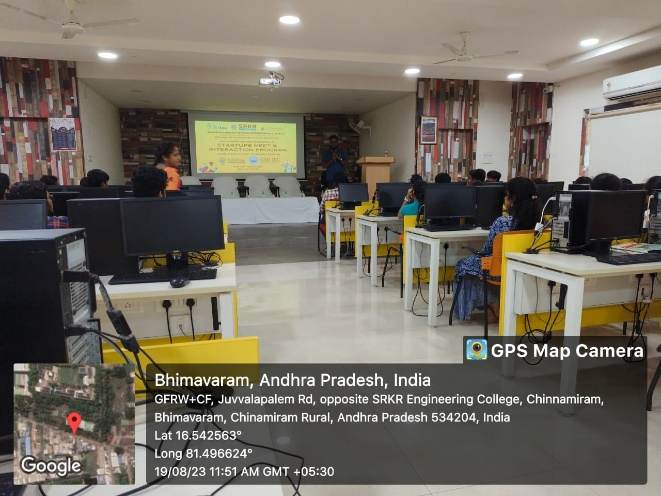 SRKR
STARTUPS MEET &
INTERACTION PROGRAM
GPS Map Camera
Bhimavaram, Andhra Pradesh, India
GFRW+CF, Juvvalapalem Rd, opposite SRKR Engineering College, Chinnamiram,
Bhimavaram, Chinamiram Rural, Andhra Pradesh 534204, India
Lat 16.542563°
Long 81.496624°
19/08/23 11:51 AM GMT +05:30
Google